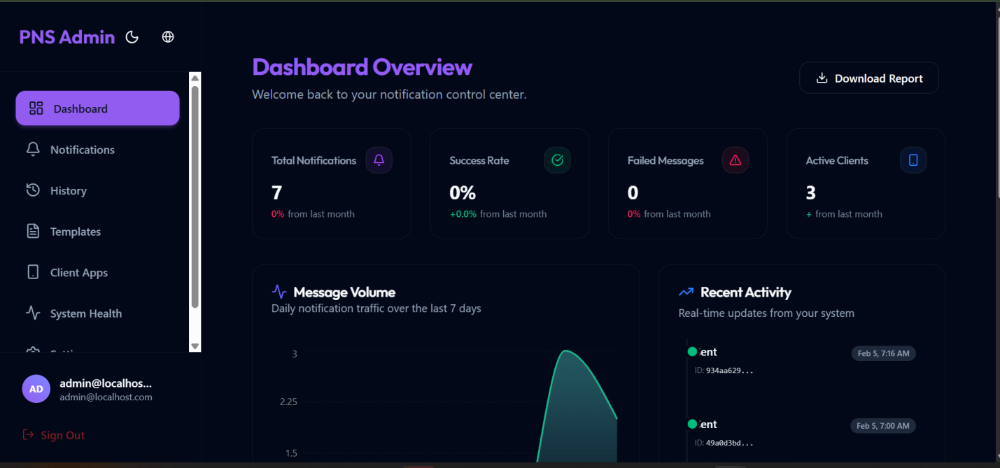 PNS Admin
Dashboard
Notifications
History
Templates
Client Apps
System Health
AD
admin@localhos...
admin@localhost.com
Sign Out
Dashboard Overview
Welcome back to your notification control center.
Download Report
Total Notifications
7
0% from last month
Success Rate
0%
+0.0% from last month
Failed Messages
0
0% from last month
Active Clients
3
+ from last month
Message Volume
Daily notification traffic over the last 7 days
3
2.25
1.5
Recent Activity
Real-time updates from your system
ent
Feb 5, 7:16 AM
ID: 934aa629...
ent
Feb 5, 7:00 AM
ID: 49a0d3bd...